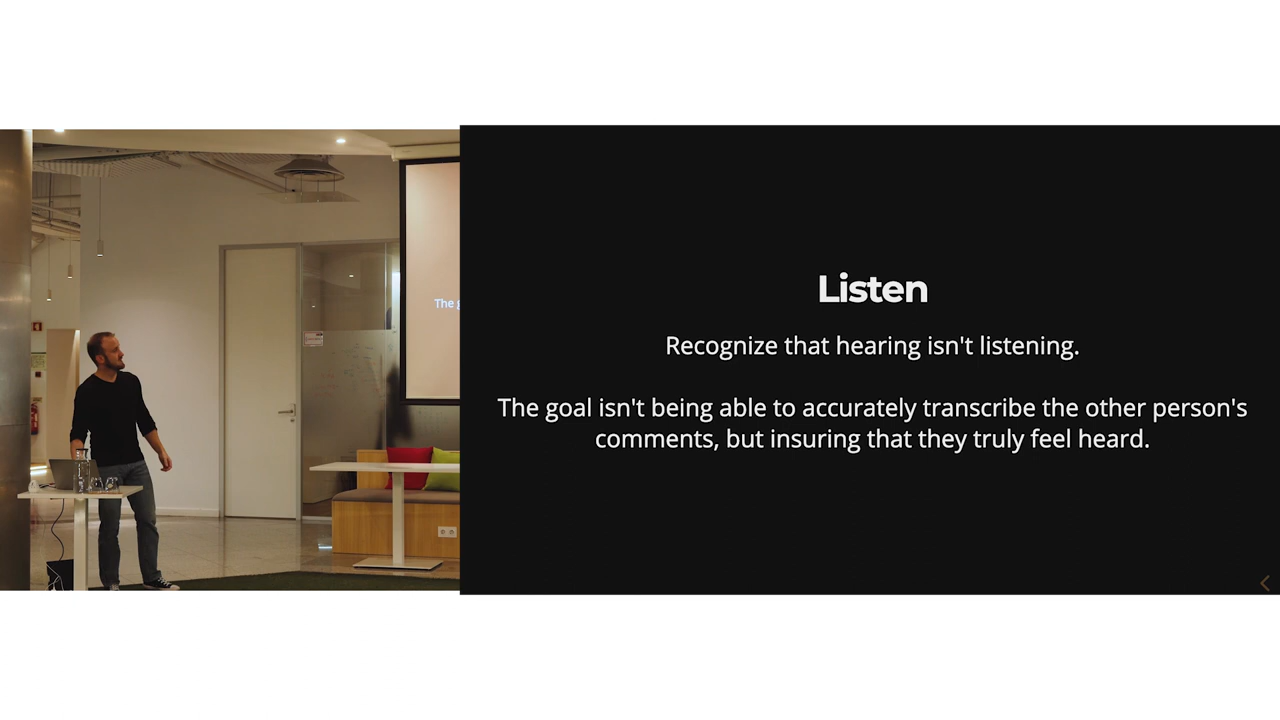 The
Listen
Recognize that hearing isn't listening.
The goal isn't being able to accurately transcribe the other person's
comments, but insuring that they truly feel heard.